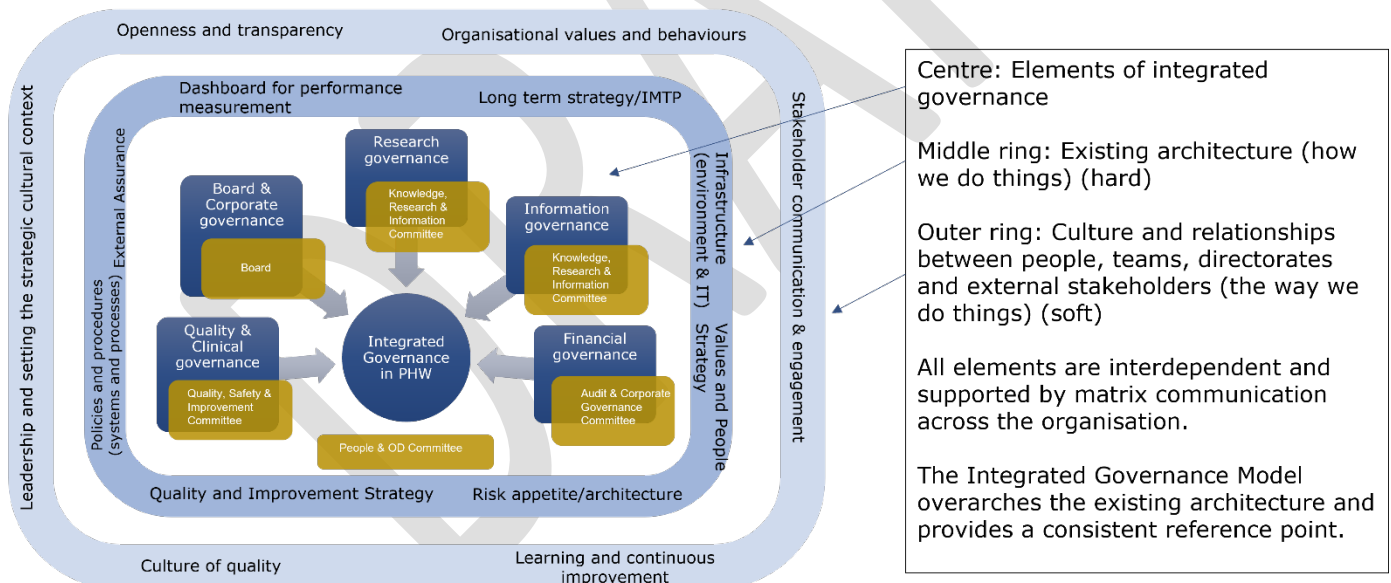 Openness and transparency
Organisational values and behaviours
Leadership and setting the strategic cultural context
Stakeholder communication & engagement
Culture of quality
Learning and continuous
improvement
Dashboard for performance
measurement
Long term strategy/IMTP
External Assurance
Policies and procedures
(systems and processes)
Infrastructure
(environment & IT)
Values and People
Strategy
Quality and Improvement Strategy
Risk appetite/architecture
Research
governance
Knowledge,
Research &
Information
Committee
Board &
Corporate
governance
Board
Information
governance
Knowledge,
Research &
Information
Committee
Quality &
Clinical
governance
Quality, Safety &
Improvement
Committee
Integrated
Governance
in PHW
Financial
governance
Audit & Corporate
Governance
Committee
People & OD Committee
Centre: Elements of integrated
governance
Middle ring: Existing architecture (how
we do things) (hard)
Outer ring: Culture and relationships
between people, teams, directorates
and external stakeholders (the way we
do things) (soft)
All elements are interdependent and
supported by matrix communication
across the organisation.
The Integrated Governance Model
overarches the existing architecture and
provides a consistent reference point.